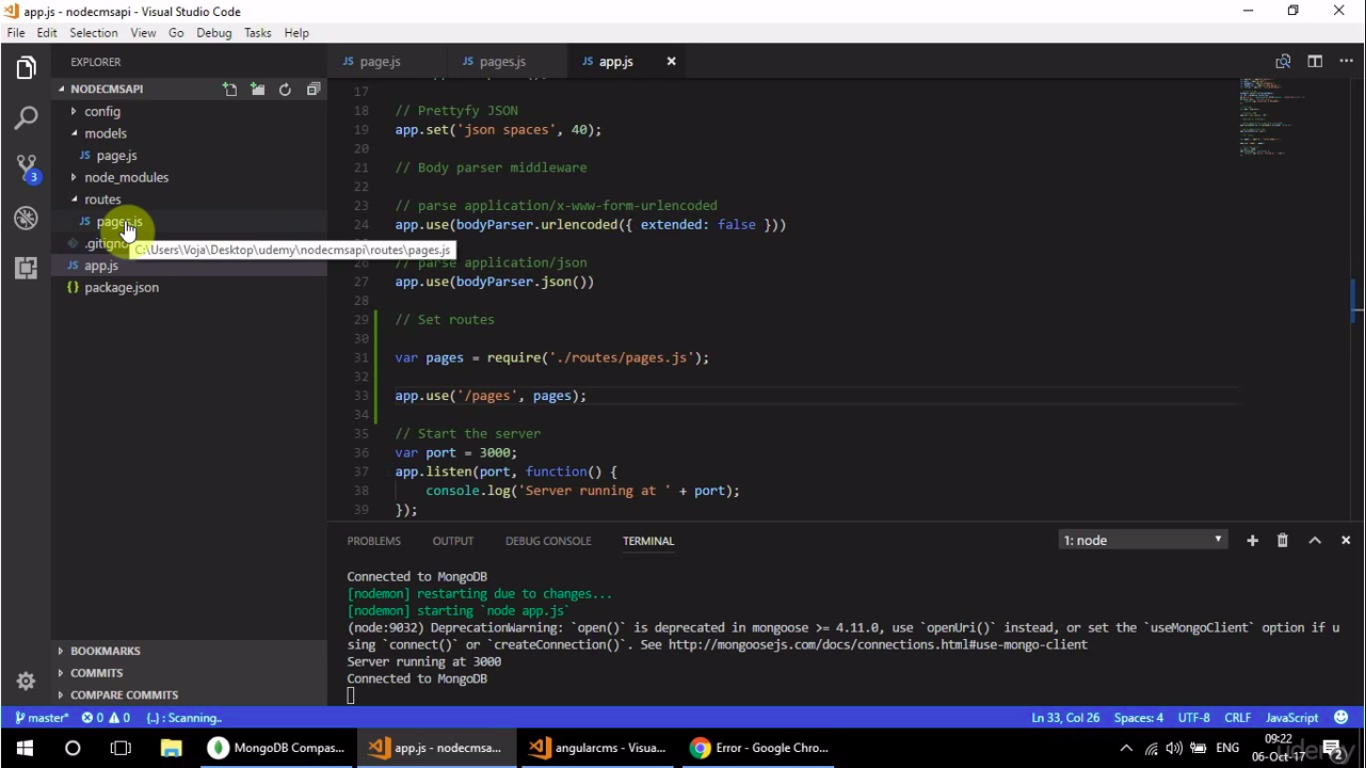 app.js - nodecmsapi - Visual Studio Code
File Edit Selection View Go Debug Tasks Help
EXPLORER
NODECMSAPI
config
models
JS page.js
node_modules
routes
JS pages.js
.gitigno
C:\Users\Voja\Desktop\udemy\nodecmsapi\routes\pages.js
JS app.js
{} package.json
BOOKMARKS
COMMITS
COMPARE COMMITS
3
JS page.js JS pages.js JS app.js
17
18 // Prettyfy JSON
19 app.set('json spaces', 40);
20
21 // Body parser middleware
22
23 // parse application/x-www-form-urlencoded
24 app.use(bodyParser.urlencoded({ extended: false }))
26 // parse application/json
27 app.use(bodyParser.json())
28
29 // Set routes
30
31 var pages = require('./routes/pages.js');
32
33 app.use('/pages', pages);
34
35 // Start the server
36 var port = 3000;
37 app.listen(port, function() {
38 console.log('Server running at ' + port);
39 });
PROBLEMS OUTPUT DEBUG CONSOLE TERMINAL 1: node
Connected to MongoDB
[nodemon] restarting due to changes...
[nodemon] starting `node app.js`
(node:9032) DeprecationWarning: `open()` is deprecated in mongoose >= 4.11.0, use `openUri()` instead, or set the `useMongoClient` option if u
sing `connect()` or `createConnection()`. See http://mongoosejs.com/docs/connections.html#use-mongo-client
Server running at 3000
Connected to MongoDB
master* 0 0 {..} : Scanning.. Ln 33, Col 26 Spaces: 4 UTF-8 CRLF JavaScript
MongoDB Compas... app.js - nodecmsa... angularcms - Visua... Error - Google Chro... ENG 09:22
06-Oct-17 2
udemy